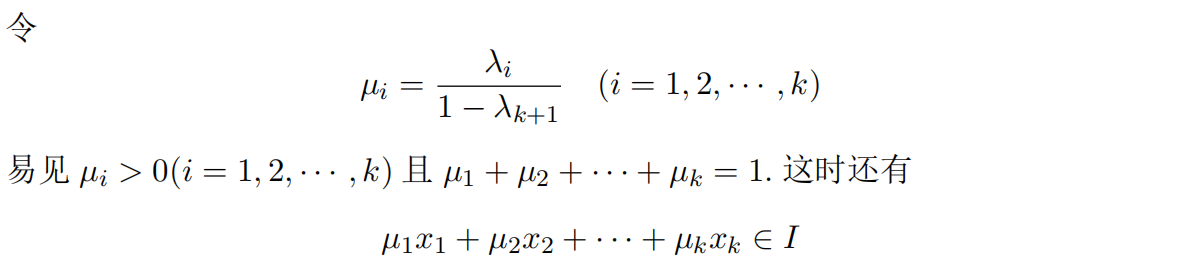 令
μ_i = \frac{λ_i}{1 − λ_{k+1}} (i = 1, 2, ⋯ , k)
易见 μ_i > 0(i = 1, 2, ⋯ , k) 且 μ_1 + μ_2 + ⋯ + μ_k = 1. 这时还有
μ_1x_1 + μ_2x_2 + ⋯ + μ_kx_k ∈ I